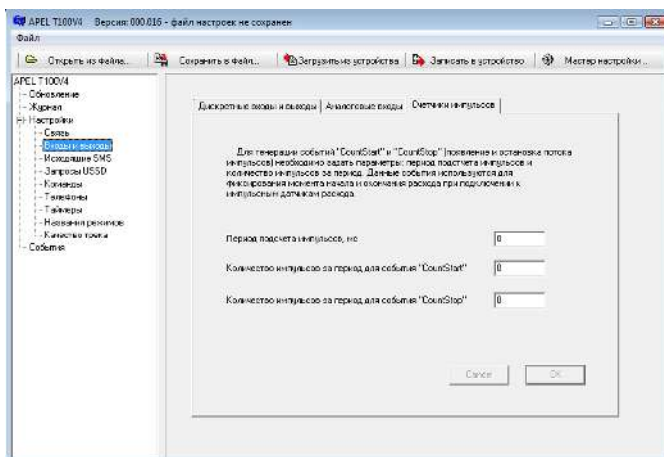 APEL T100V4 Версия: 000.016 - файл настроек не сохранен
Файл
Открыть из файла... Сохранить в файл... Загрузить из устройства Записать в устройство Мастер настройки...
APEL T100V4
Обновление
Журнал
Настройки
Связь
Входы и выходы
Исходящие SMS
Запросы USSD
Команды
Телефоны
Таймеры
Названия режимов
Качество трека
События
Дискретные входы и выходы Аналоговые входы Счетчики импульсов
Для генерации событий "CountStart" и "CountStop" (появление и остановка потока
импульсов) необходимо задать параметры: период подсчета импульсов и
количество импульсов за период. Данные события используются для
фиксирования момента начала и окончания расхода при подключении к
импульсным датчикам расхода.
Период подсчета импульсов, мс 0
Количество импульсов за период для события "CountStart" 0
Количество импульсов за период для события "CountStop" 0
Cancel OK